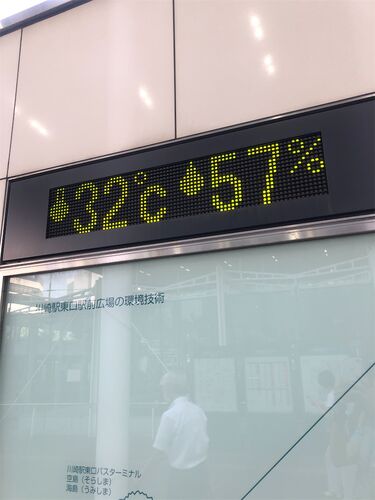 32℃ 57%
川崎駅東口駅前広場の環境技術
川崎駅東口バスターミナル
空島（そらしま）
海島（うみしま）